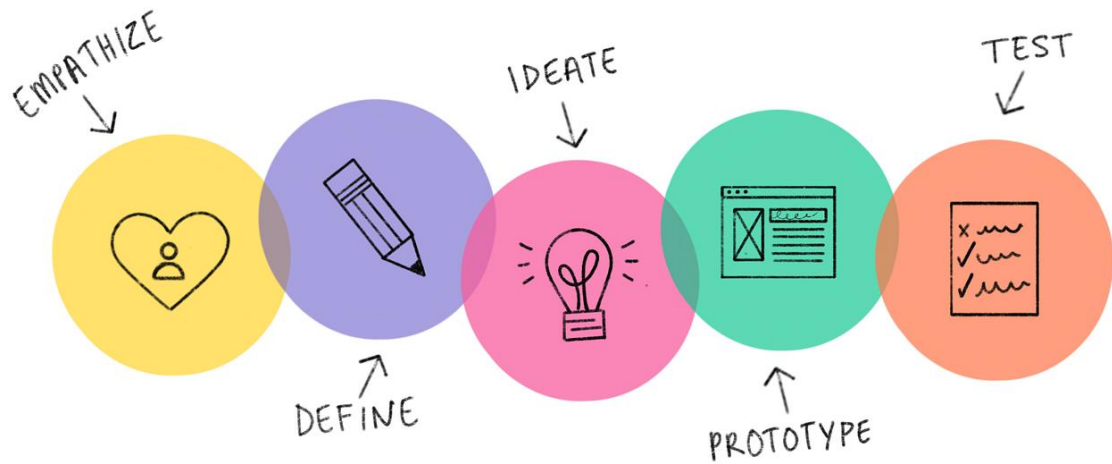 EMPATHIZE
DEFINE
IDEATE
PROTOTYPE
TEST